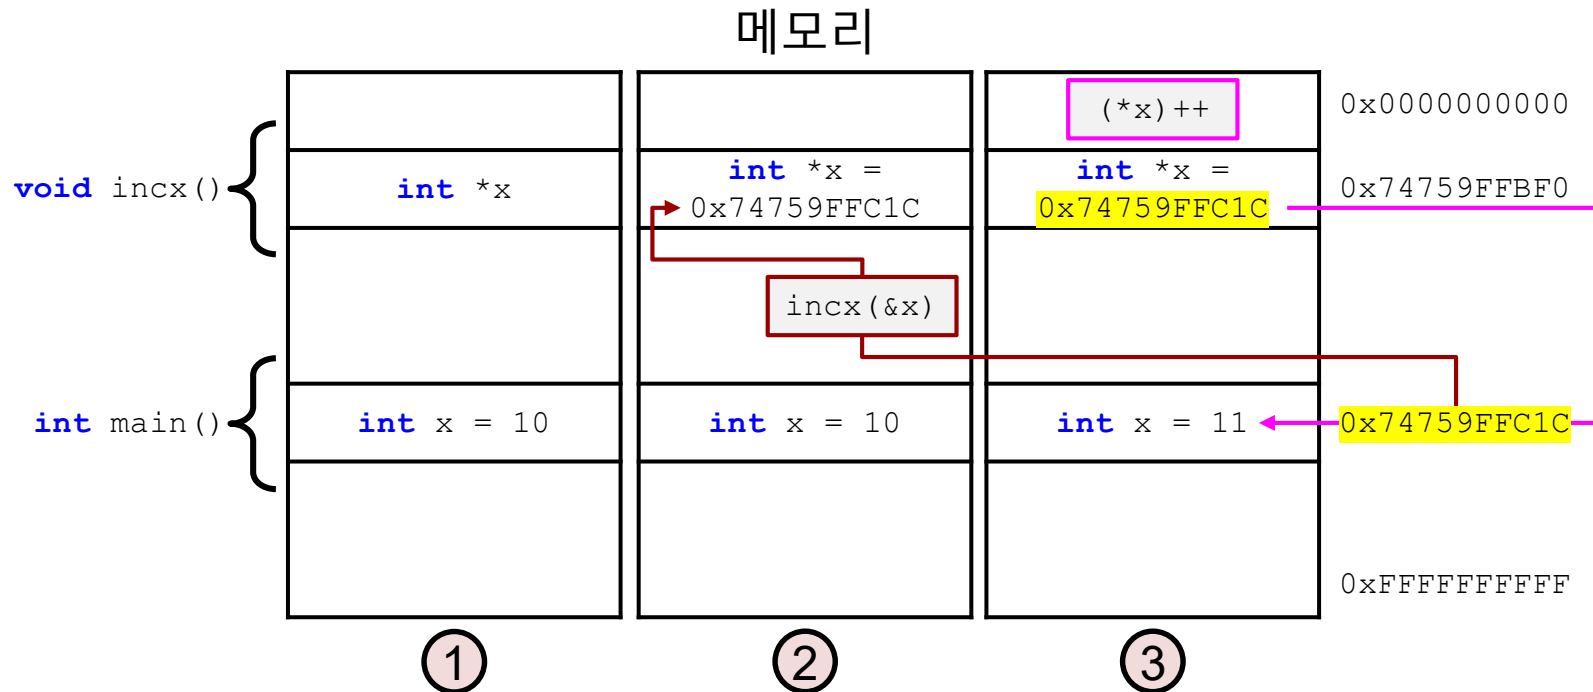 메모리
(*x)++
0x0000000000
void incx()
int *x
int *x =
0x74759FFC1C
int *x =
0x74759FFC1C
0x74759FFBF0
incx(&x)
int main()
int x = 10
int x = 10
int x = 11
0x74759FFC1C
0xFFFFFFFFFF
1
2
3